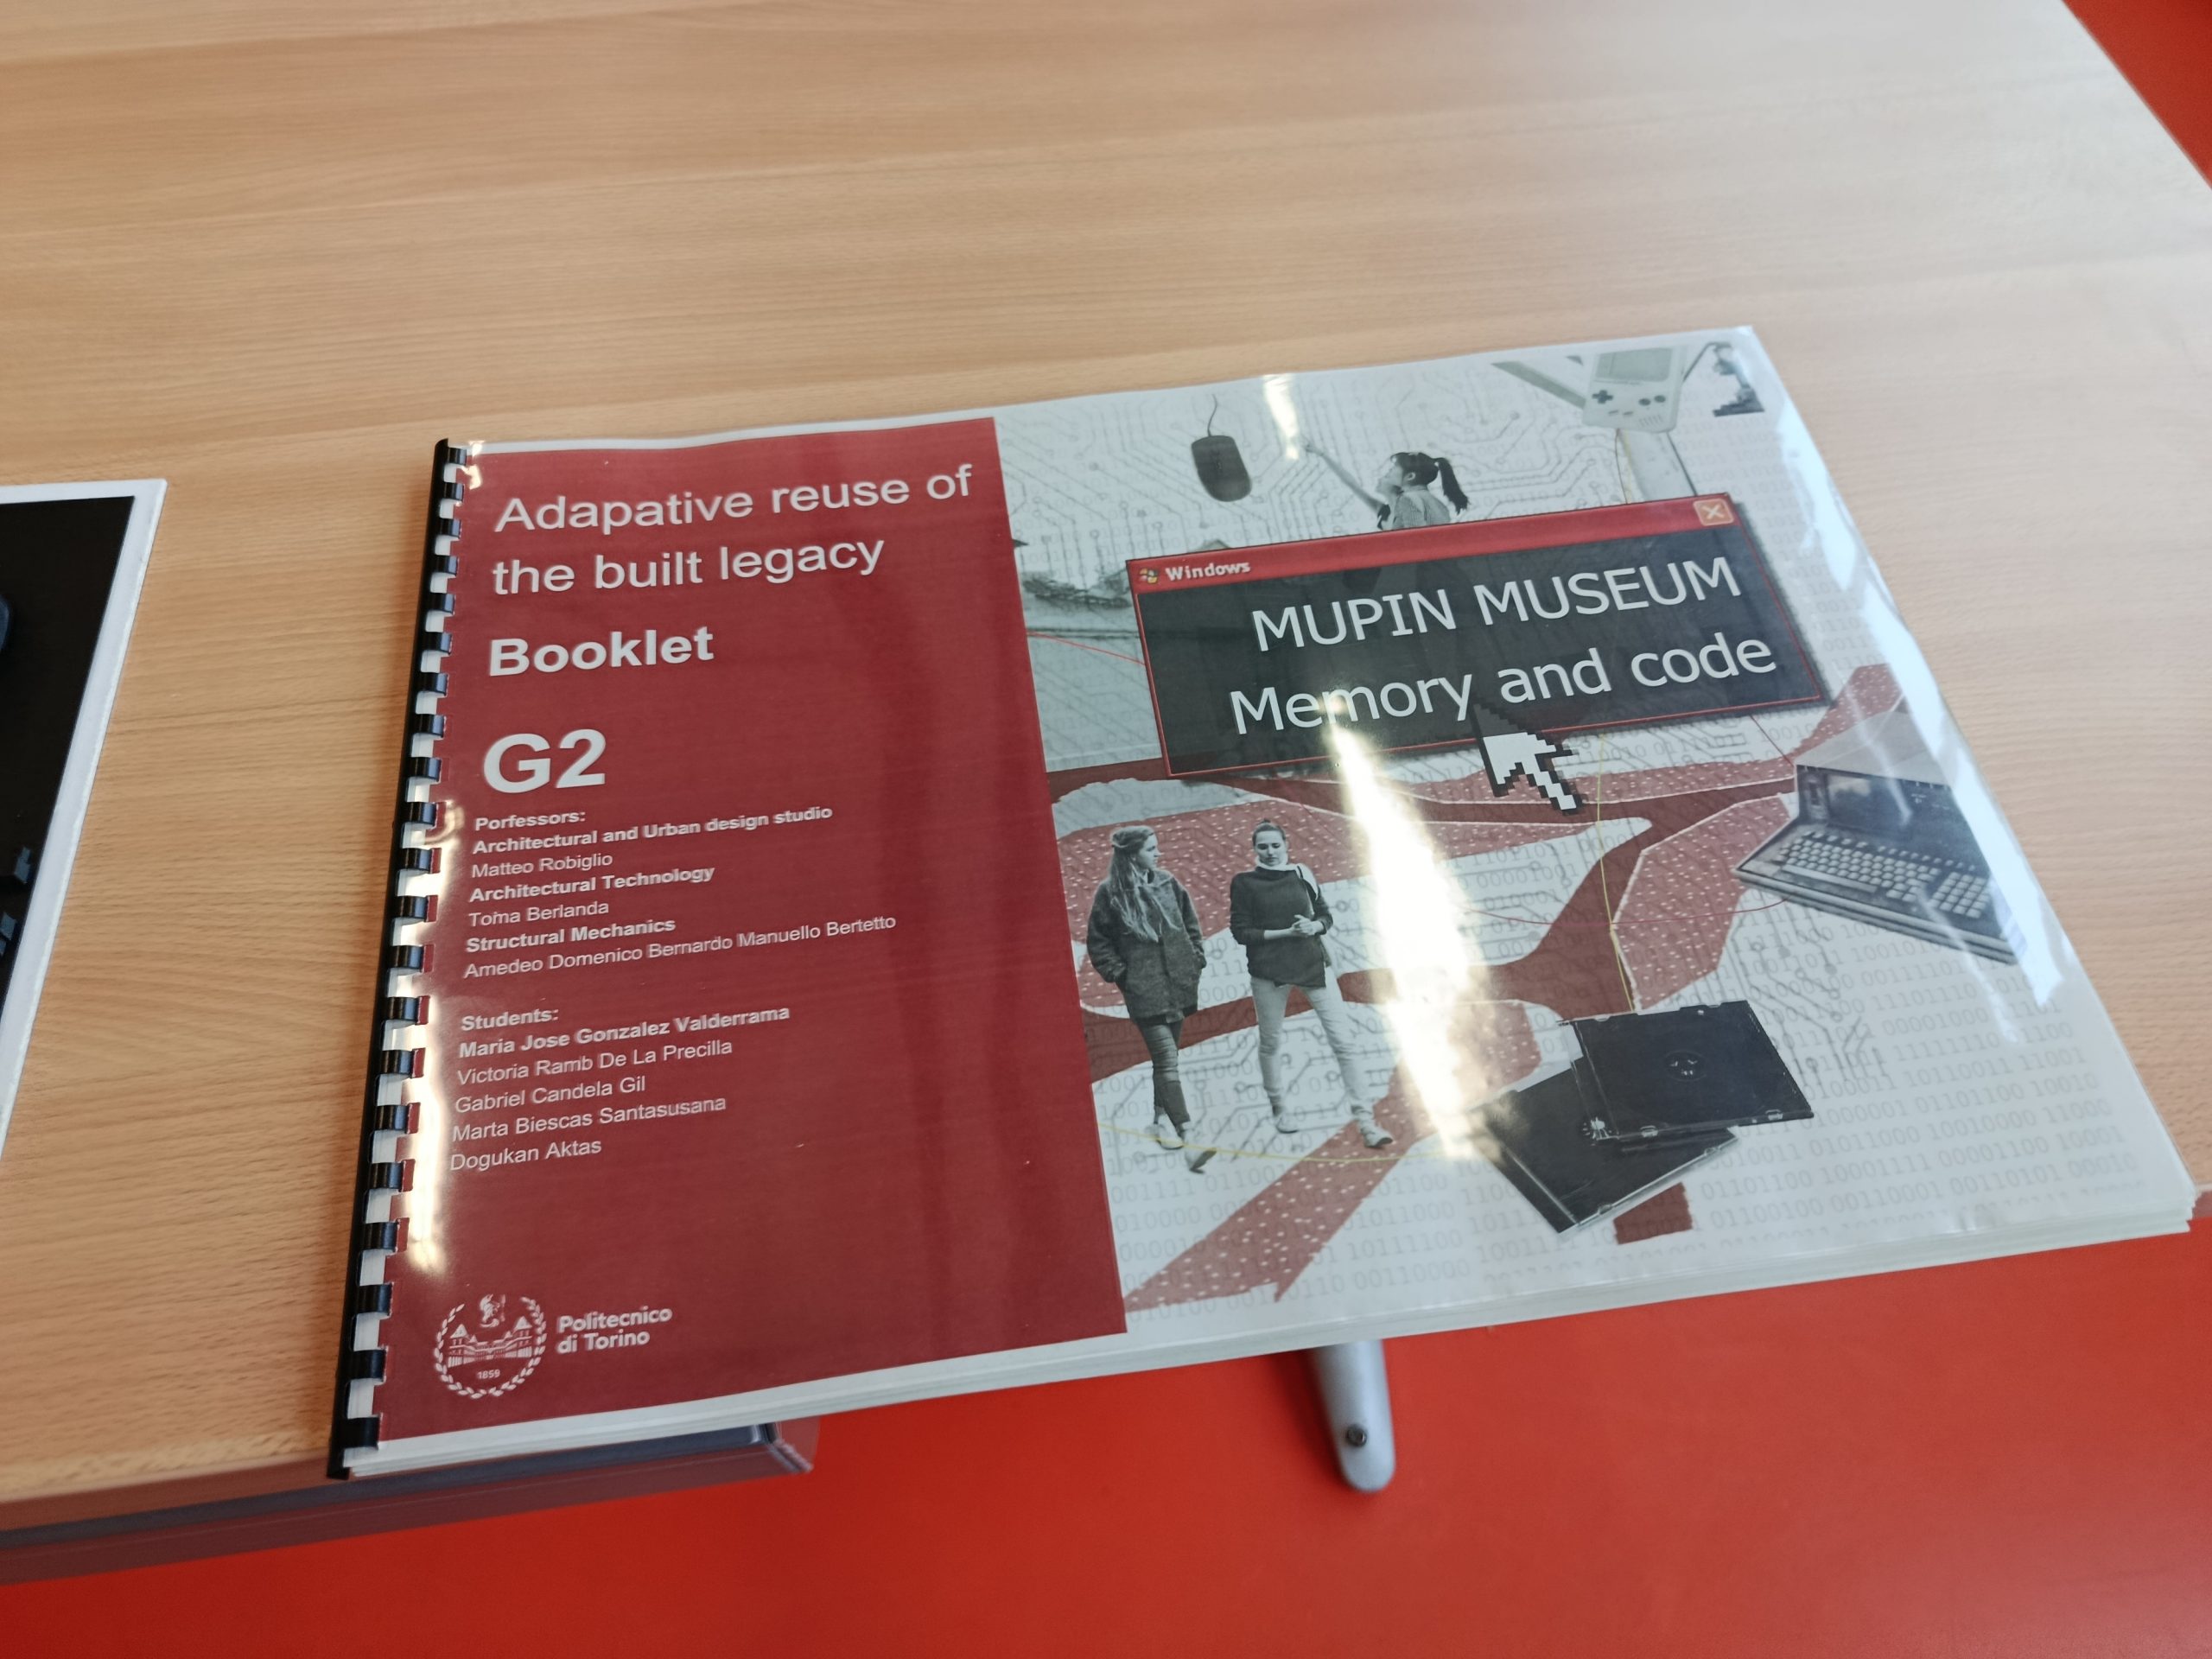 Adapative reuse of
the built legacy
Booklet
G2
Porfessors:
Architectural and Urban design studio
Matteo Robiglio
Architectural Technology
Toma Berlanda
Structural Mechanics
Amedeo Domenico Bernardo Manuello Bertetto
Students:
Maria Jose Gonzalez Valderrama
Victoria Ramb De La Precilla
Gabriel Candela Gil
Marta Biescas Santasusana
Dogukan Aktas
1859
Politecnico
di Torino
Windows
MUPIN MUSEUM
Memory and code